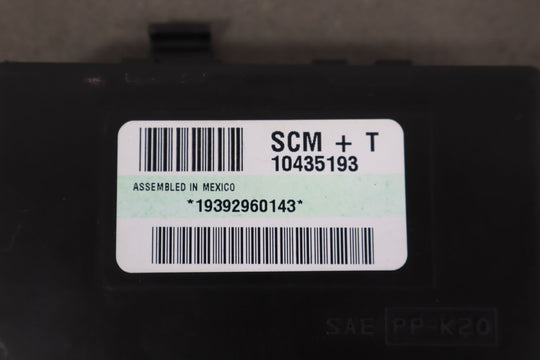 SCM + T
10435193
ASSEMBLED IN MEXICO
*19392960143*
SAE PP-K20